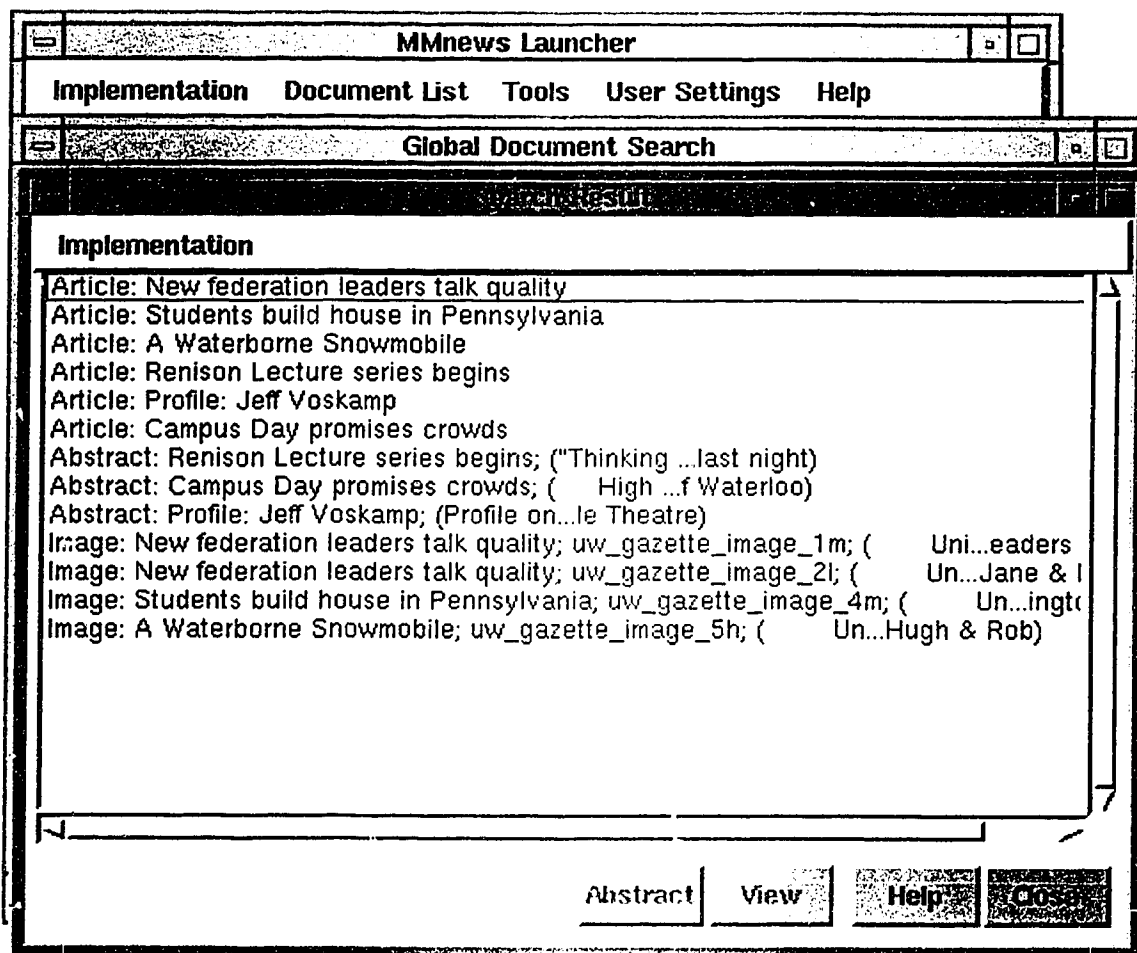 MMnews Launcher
Implementation Document List Tools User Settings Help
Global Document Search
Search Result
Implementation
Article: New federation leaders talk quality
Article: Students build house in Pennsylvania
Article: A Waterborne Snowmobile
Article: Renison Lecture series begins
Article: Profile: Jeff Voskamp
Article: Campus Day promises crowds
Abstract: Renison Lecture series begins; ("Thinking ...last night)
Abstract: Campus Day promises crowds; ( High ...f Waterloo)
Abstract: Profile: Jeff Voskamp; (Profile on...le Theatre)
Image: New federation leaders talk quality; uw_gazette_image_1m; ( Uni...eaders
Image: New federation leaders talk quality; uw_gazette_image_2l; ( Un...Jane &
Image: Students build house in Pennsylvania; uw_gazette_image_4m; ( Un...ingt
Image: A Waterborne Snowmobile; uw_gazette_image_5h; ( Un...Hugh & Rob)
Abstract View Help Close